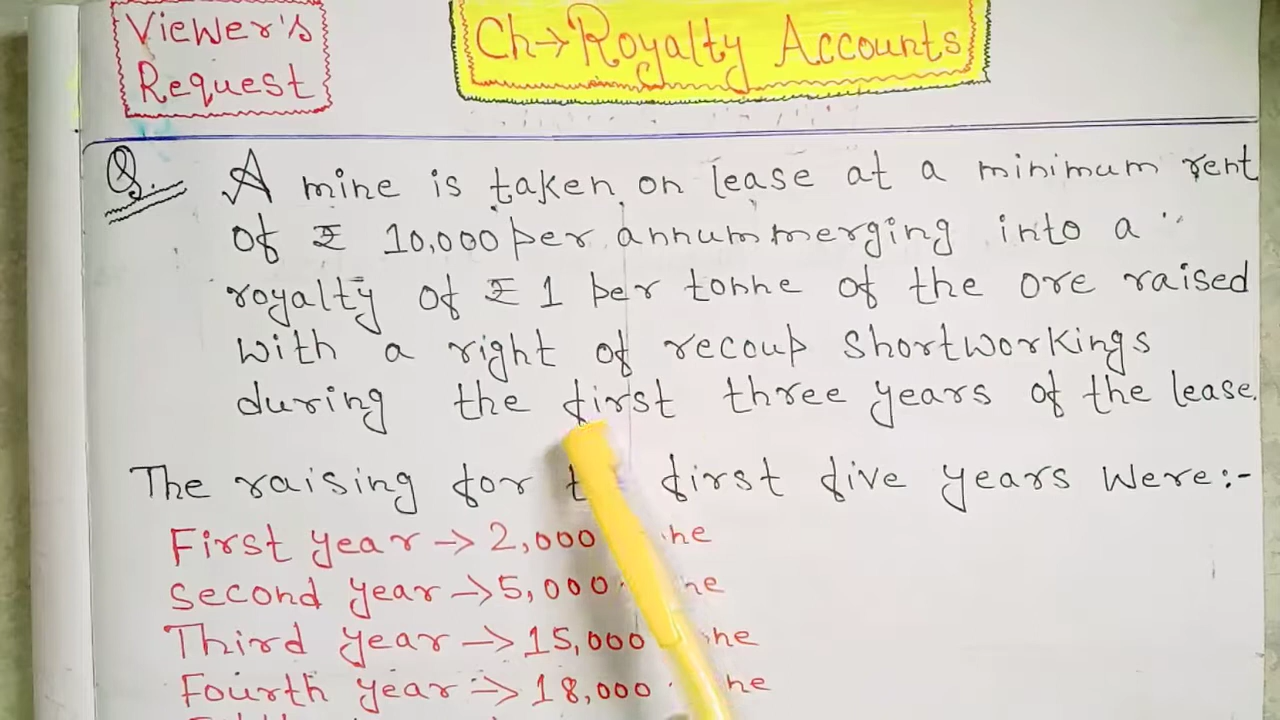 Viewer's
Request
Ch→Royalty Accounts
Q. A mine is taken on lease at a minimum rent
of ₹ 10,000 per annum merging into a
royalty of ₹ 1 per tonne of the ore raised
with a right of recoup shortworkings
during the first three years of the lease.
The raising for first five years were:-
First year → 2,000
Second year → 5,000
Third year → 15,000
Fourth year → 18,000